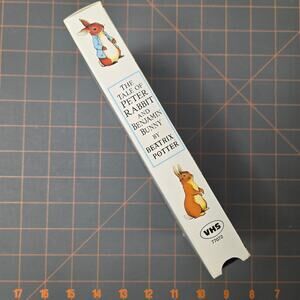 THE
TALE OF
PETER
RABBIT
AND
BENJAMIN
BUNNY
BY
BEATRIX
POTTER
VHS
17 16 15 14 13 12 11 10 9 8 7 6